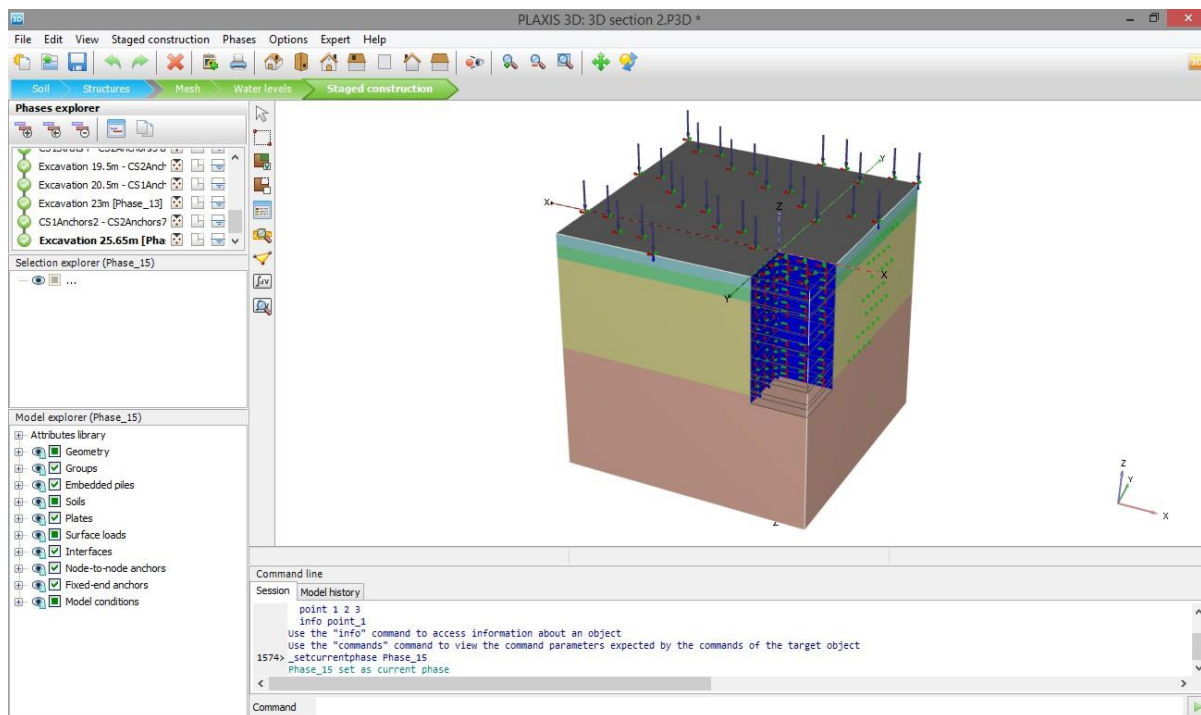 3D PLAXIS 3D: 3D section 2.P3D *
File Edit View Staged construction Phases Options Expert Help
Soil Structures Mesh Water levels Staged construction
Phases explorer
Excavation 19.5m - CS2Anch
Excavation 20.5m - CS1Anch
Excavation 23m [Phase_13]
CS1Anchors2 - CS2Anchors7
Excavation 25.65m [Pha
Selection explorer (Phase_15)
...
Model explorer (Phase_15)
Attributes library
Geometry
Groups
Embedded piles
Soils
Plates
Surface loads
Interfaces
Node-to-node anchors
Fixed-end anchors
Model conditions
X
Y
Z
X
Y
Z
Z
Y
X
Command line
Session Model history
point 1 2 3
info point_1
Use the "info" command to access information about an object
Use the "commands" command to view the command parameters expected by the commands of the target object
1574> _setcurrentphase Phase_15
Phase_15 set as current phase
Command